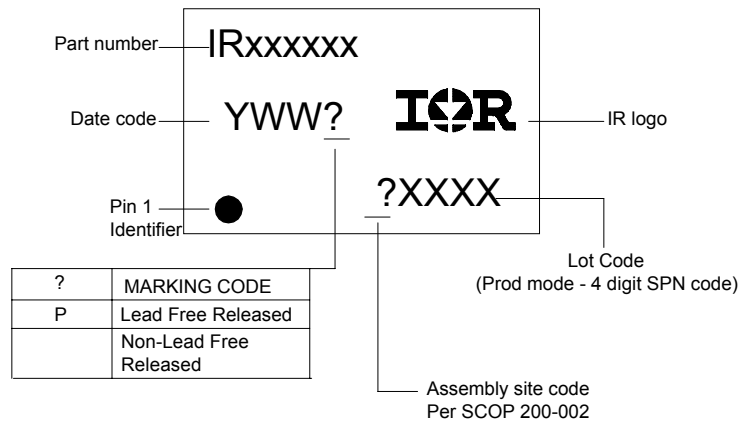 Part number
IRxxxxxx
Date code
YWW?
IOR
IR logo
?XXXX
Pin 1
Identifier
Lot Code
(Prod mode - 4 digit SPN code)
? MARKING CODE
P Lead Free Released
Non-Lead Free
Released
Assembly site code
Per SCOP 200-002